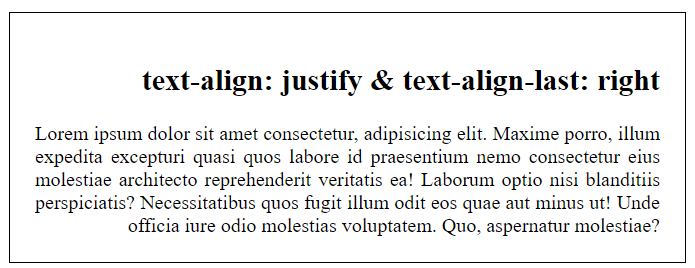 text-align: justify & text-align-last: right
Lorem ipsum dolor sit amet consectetur, adipisicing elit. Maxime porro, illum
expedita excepturi quasi quos labore id praesentium nemo consectetur eius
molestiae architecto reprehenderit veritatis ea! Laborum optio nisi blanditiis
perspiciatis? Necessitatibus quos fugit illum odit eos quae aut minus ut! Unde
officia iure odio molestias voluptatem. Quo, aspernatur molestiae?